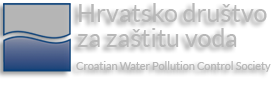 Hrvatsko društvo
za zaštitu voda
Croatian Water Pollution Control Society